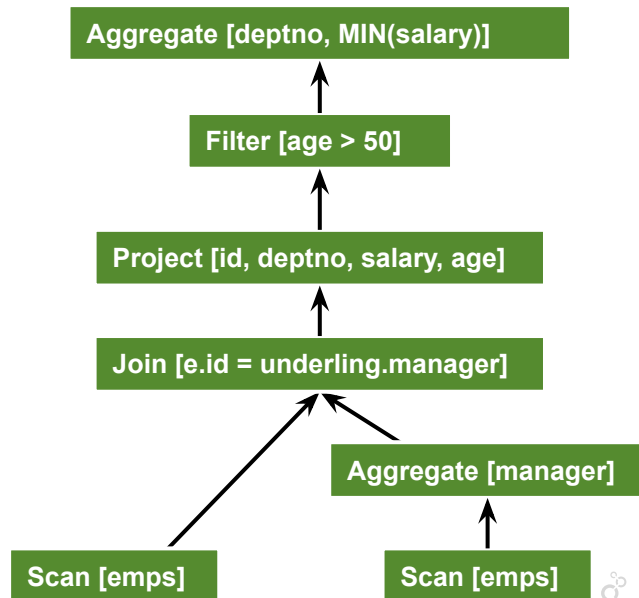 Aggregate [deptno, MIN(salary)]
Filter [age > 50]
Project [id, deptno, salary, age]
Join [e.id = underling.manager]
Aggregate [manager]
Scan [emps]
Scan [emps]